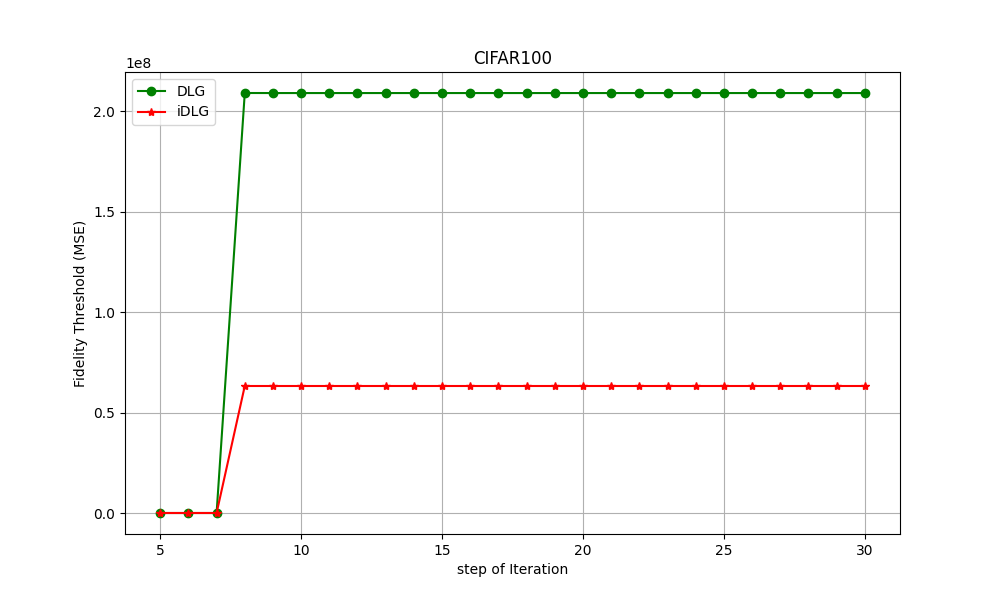 CIFAR100
1e8
DLG
iDLG
2.0
1.5
1.0
0.5
0.0
Fidelity Threshold (MSE)
5 10 15 20 25 30
step of Iteration